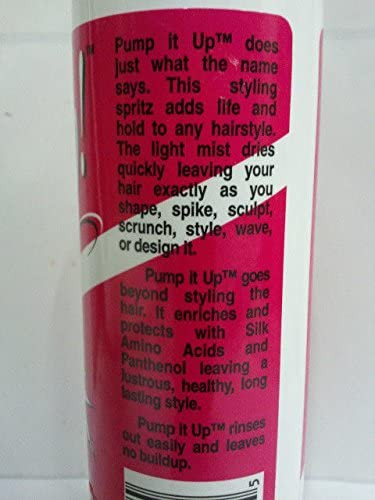 Pump it Up™ does
just what the name
says. This styling
spritz adds life and
hold to any hairstyle.
The light mist dries
quickly leaving your
hair exactly as you
shape, spike, sculpt,
scrunch, style, wave,
or design it.
Pump it Up™ goes
beyond styling the
hair. It enriches and
protects with Silk
Amino Acids and
Panthenol leaving a
lustrous, healthy, long
lasting style.
Pump it Up™ rinses
out easily and leaves
no buildup.
! ™
5